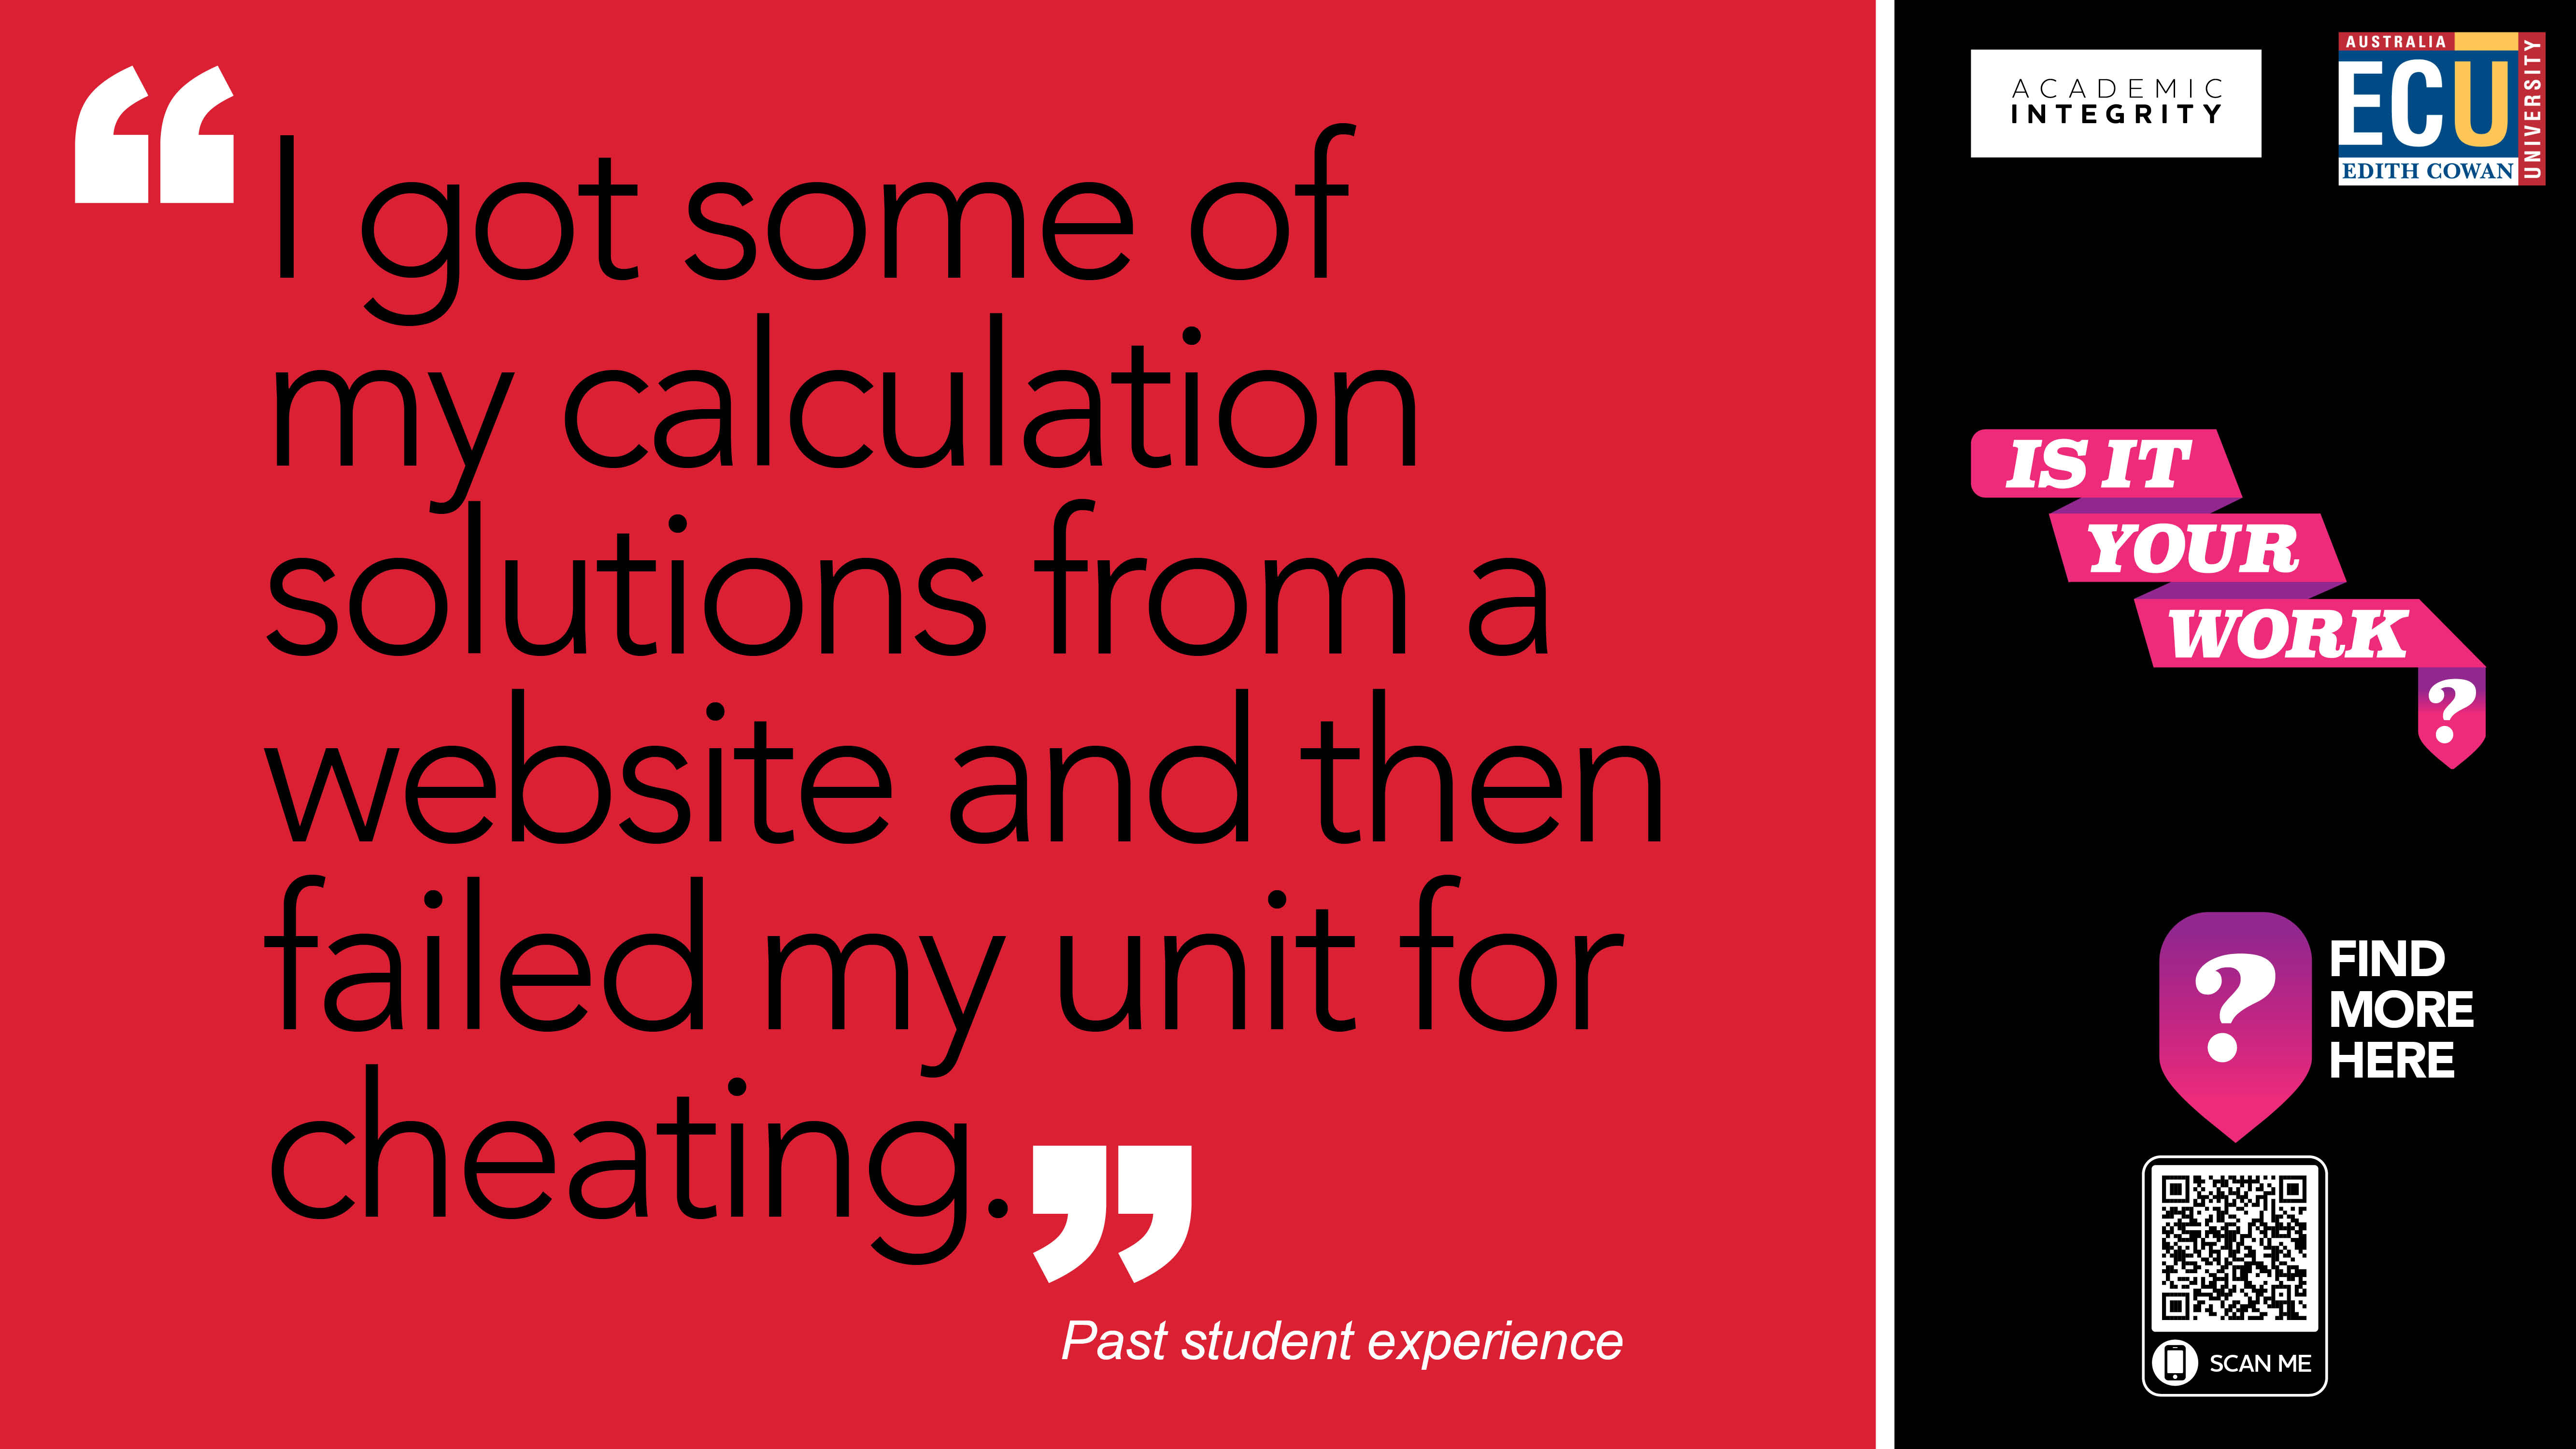 “I got some of
my calculation
solutions from a
website and then
failed my unit for
cheating.”
Past student experience
ACADEMIC
INTEGRITY
AUSTRALIA
ECU
EDITH COWAN
UNIVERSITY
IS IT
YOUR
WORK
?
?
FIND
MORE
HERE
SCAN ME